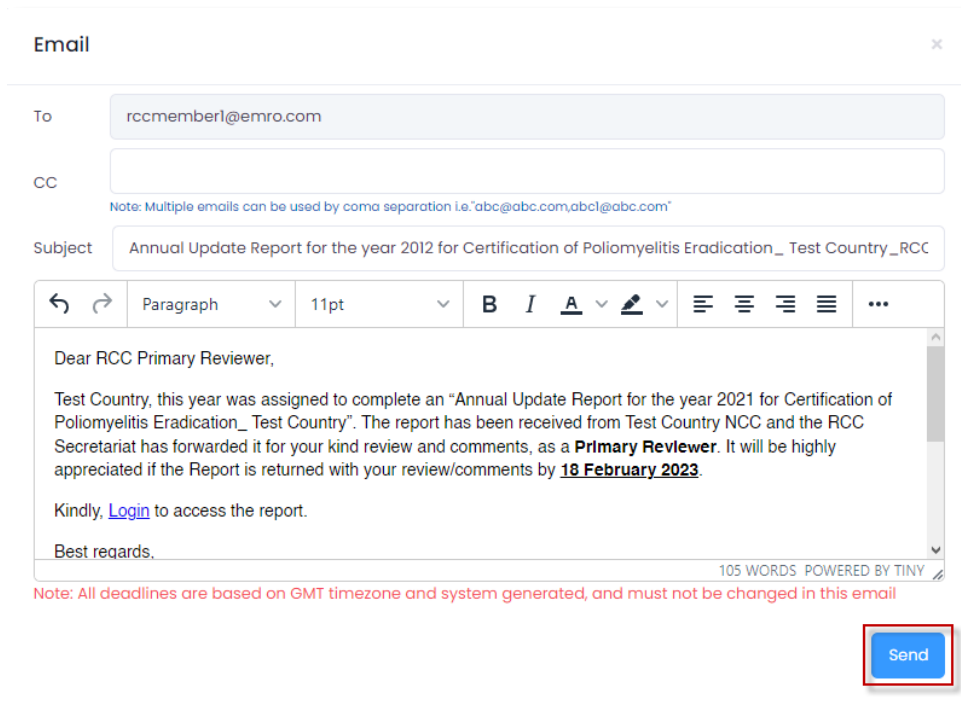 Email
×
To rccmember1@emro.com
CC
Note: Multiple emails can be used by coma separation i.e."abc@abc.com,abc1@abc.com"
Subject Annual Update Report for the year 2012 for Certification of Poliomyelitis Eradication_ Test Country_RCC
Paragraph 11pt B I A •••
Dear RCC Primary Reviewer,
Test Country, this year was assigned to complete an “Annual Update Report for the year 2021 for Certification of
Poliomyelitis Eradication_ Test Country”. The report has been received from Test Country NCC and the RCC
Secretariat has forwarded it for your kind review and comments, as a Primary Reviewer. It will be highly
appreciated if the Report is returned with your review/comments by 18 February 2023.
Kindly, Login to access the report.
Best regards,
105 WORDS POWERED BY TINY
Note: All deadlines are based on GMT timezone and system generated, and must not be changed in this email
Send